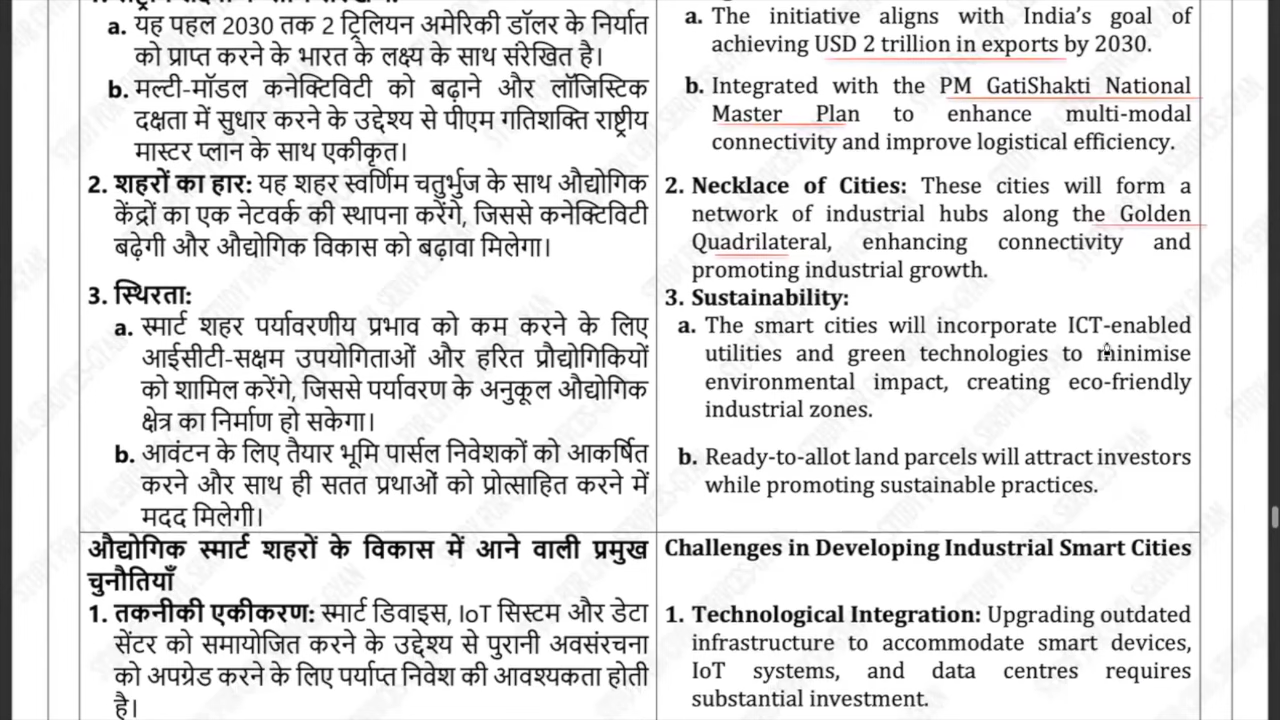 a. यह पहल 2030 तक 2 ट्रिलियन अमेरिकी डॉलर के निर्यात
को प्राप्त करने के भारत के लक्ष्य के साथ संरेखित है।
b. मल्टी-मॉडल कनेक्टिविटी को बढ़ाने और लॉजिस्टिक
दक्षता में सुधार करने के उद्देश्य से पीएम गतिशक्ति राष्ट्रीय
मास्टर प्लान के साथ एकीकृत।
2. शहरों का हार: यह शहर स्वर्णिम चतुर्भुज के साथ औद्योगिक
केंद्रों का एक नेटवर्क की स्थापना करेंगे, जिससे कनेक्टिविटी
बढ़ेगी और औद्योगिक विकास को बढ़ावा मिलेगा।
3. स्थिरता:
a. स्मार्ट शहर पर्यावरणीय प्रभाव को कम करने के लिए
आईसीटी-सक्षम उपयोगिताओं और हरित प्रौद्योगिकियों
को शामिल करेंगे, जिससे पर्यावरण के अनुकूल औद्योगिक
क्षेत्र का निर्माण हो सकेगा।
b. आवंटन के लिए तैयार भूमि पार्सल निवेशकों को आकर्षित
करने और साथ ही सतत प्रथाओं को प्रोत्साहित करने में
मदद मिलेगी।
औद्योगिक स्मार्ट शहरों के विकास में आने वाली प्रमुख
चुनौतियाँ
1. तकनीकी एकीकरण: स्मार्ट डिवाइस, IoT सिस्टम और डेटा
सेंटर को समायोजित करने के उद्देश्य से पुरानी अवसंरचना
को अपग्रेड करने के लिए पर्याप्त निवेश की आवश्यकता होती
है।
a. The initiative aligns with India’s goal of
achieving USD 2 trillion in exports by 2030.
b. Integrated with the PM GatiShakti National
Master Plan to enhance multi-modal
connectivity and improve logistical efficiency.
2. Necklace of Cities: These cities will form a
network of industrial hubs along the Golden
Quadrilateral, enhancing connectivity and
promoting industrial growth.
3. Sustainability:
a. The smart cities will incorporate ICT-enabled
utilities and green technologies to minimise
environmental impact, creating eco-friendly
industrial zones.
b. Ready-to-allot land parcels will attract investors
while promoting sustainable practices.
Challenges in Developing Industrial Smart Cities
1. Technological Integration: Upgrading outdated
infrastructure to accommodate smart devices,
IoT systems, and data centres requires
substantial investment.